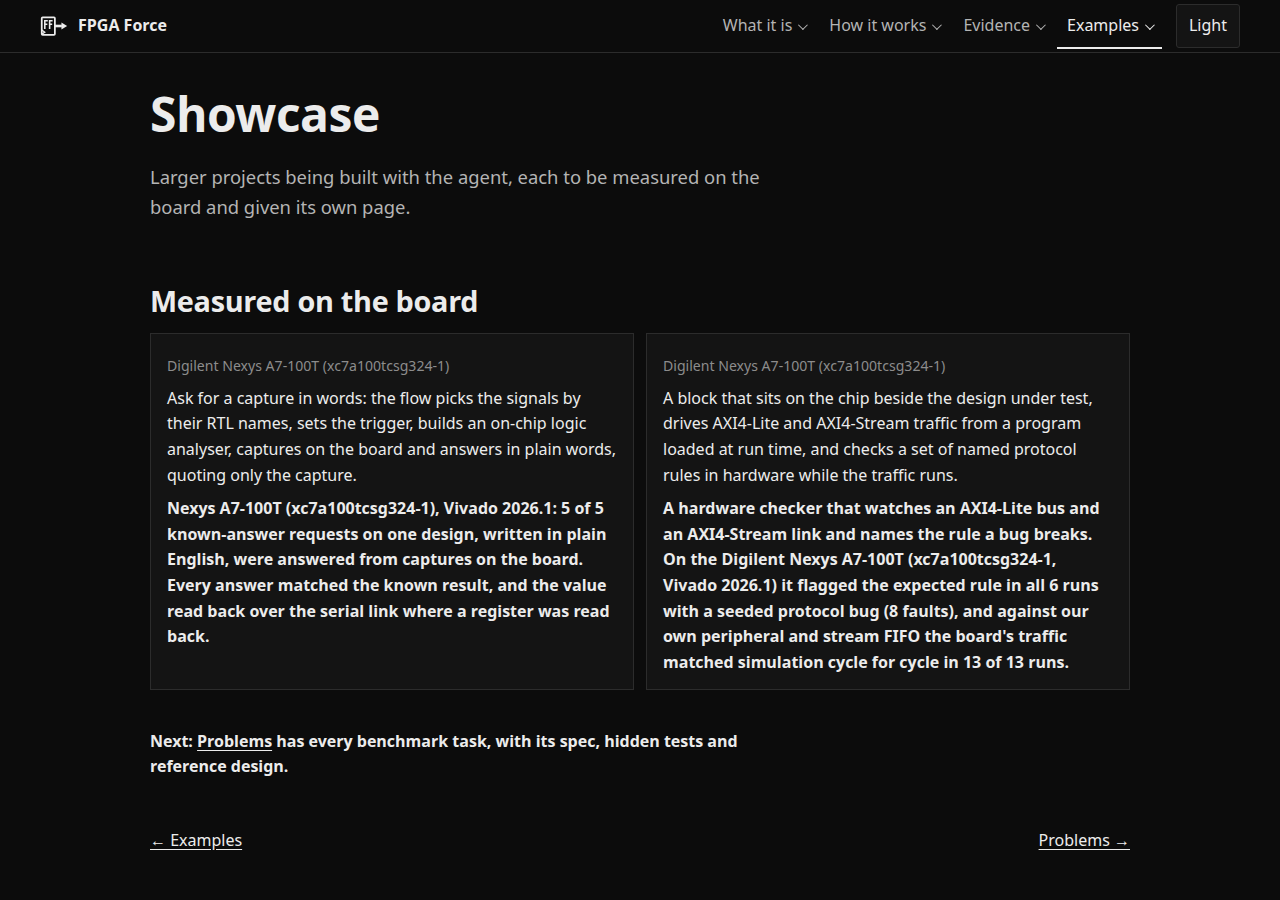 FPGA Force
What it is
How it works
Evidence
Examples
Light
Showcase
Larger projects being built with the agent, each to be measured on the
board and given its own page.
Measured on the board
Digilent Nexys A7-100T (xc7a100tcsg324-1)
Ask for a capture in words: the flow picks the signals by
their RTL names, sets the trigger, builds an on-chip logic
analyser, captures on the board and answers in plain words,
quoting only the capture.
Nexys A7-100T (xc7a100tcsg324-1), Vivado 2026.1: 5 of 5
known-answer requests on one design, written in plain
English, were answered from captures on the board.
Every answer matched the known result, and the value
read back over the serial link where a register was read
back.
Digilent Nexys A7-100T (xc7a100tcsg324-1)
A block that sits on the chip beside the design under test,
drives AXI4-Lite and AXI4-Stream traffic from a program
loaded at run time, and checks a set of named protocol
rules in hardware while the traffic runs.
A hardware checker that watches an AXI4-Lite bus and
an AXI4-Stream link and names the rule a bug breaks.
On the Digilent Nexys A7-100T (xc7a100tcsg324-1,
Vivado 2026.1) it flagged the expected rule in all 6 runs
with a seeded protocol bug (8 faults), and against our
own peripheral and stream FIFO the board's traffic
matched simulation cycle for cycle in 13 of 13 runs.
Next: Problems has every benchmark task, with its spec, hidden tests and
reference design.
← Examples
Problems →